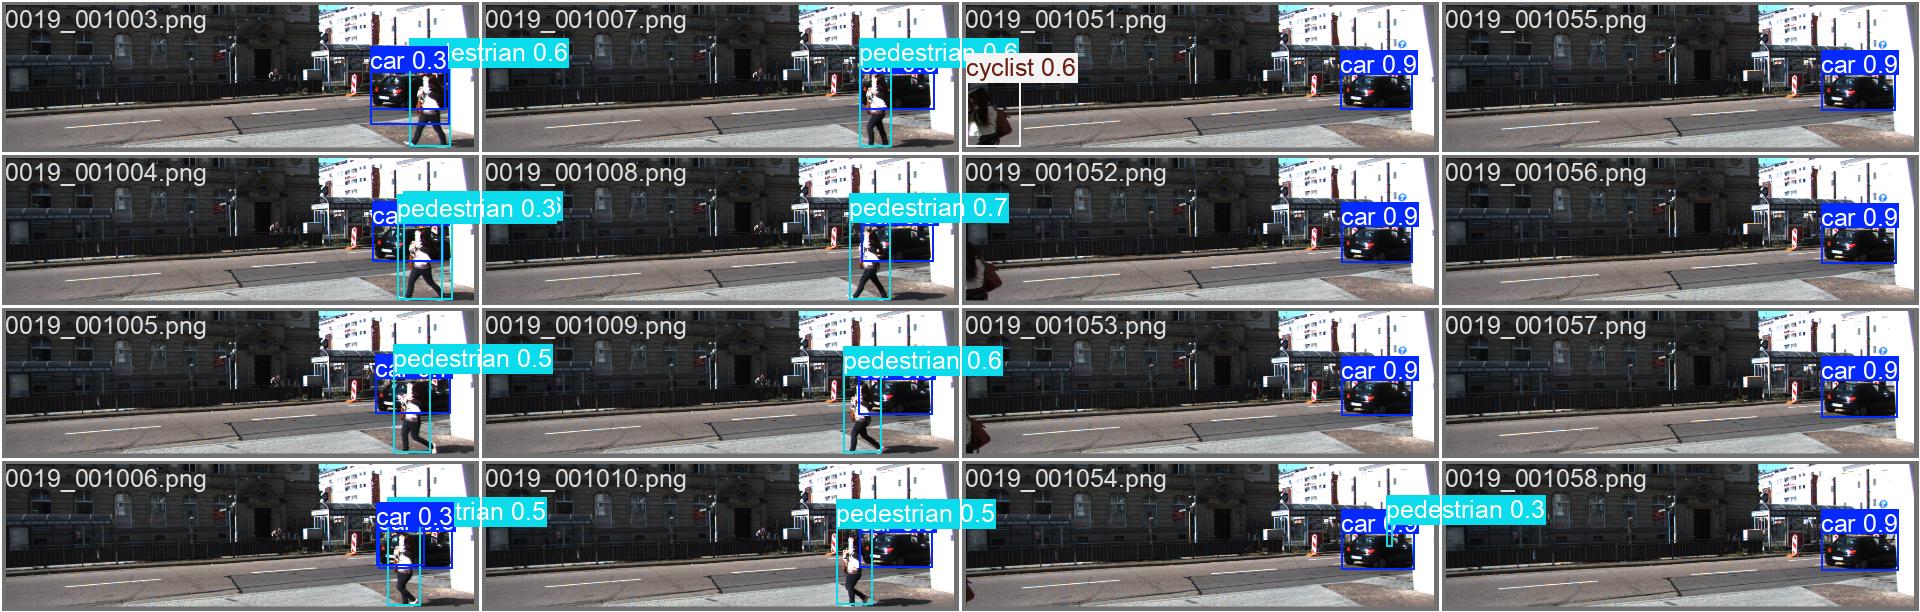 0019_001003.png
car 0.3
estrian 0.6
0019_001007.png
pedestrian 0.6
0019_001051.png
cyclist 0.6
car 0.9
0019_001055.png
car 0.9
0019_001004.png
ca
pedestrian 0.3
0019_001008.png
pedestrian 0.7
0019_001052.png
car 0.9
0019_001056.png
car 0.9
0019_001005.png
pedestrian 0.5
0019_001009.png
pedestrian 0.6
0019_001053.png
car 0.9
0019_001057.png
car 0.9
0019_001006.png
car 0.3
trian 0.5
0019_001010.png
pedestrian 0.5
0019_001054.png
car 0.9
pedestrian 0.3
0019_001058.png
car 0.9